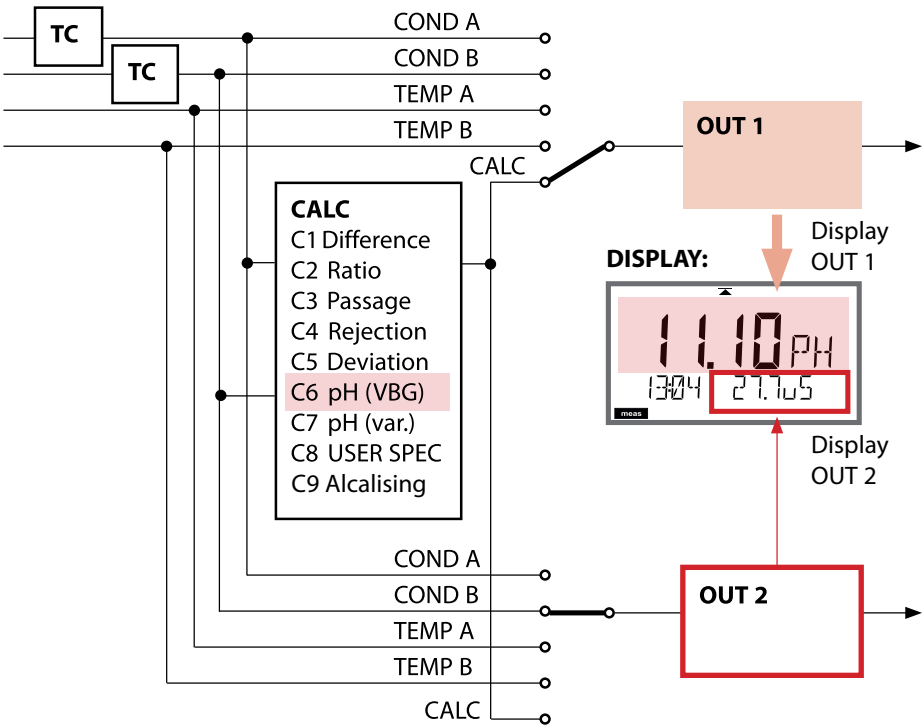 COND A
TC
COND B
TC
TEMP A
TEMP B
CALC
OUT 1
CALC
C1 Difference
C2 Ratio
C3 Passage
C4 Rejection
C5 Deviation
C6 pH (VBG)
C7 pH (var.)
C8 USER SPEC
C9 Alcalising
Display
OUT 1
DISPLAY:
11.10 PH
13:04 27.7uS
meas
Display
OUT 2
COND A
COND B
TEMP A
TEMP B
CALC
OUT 2